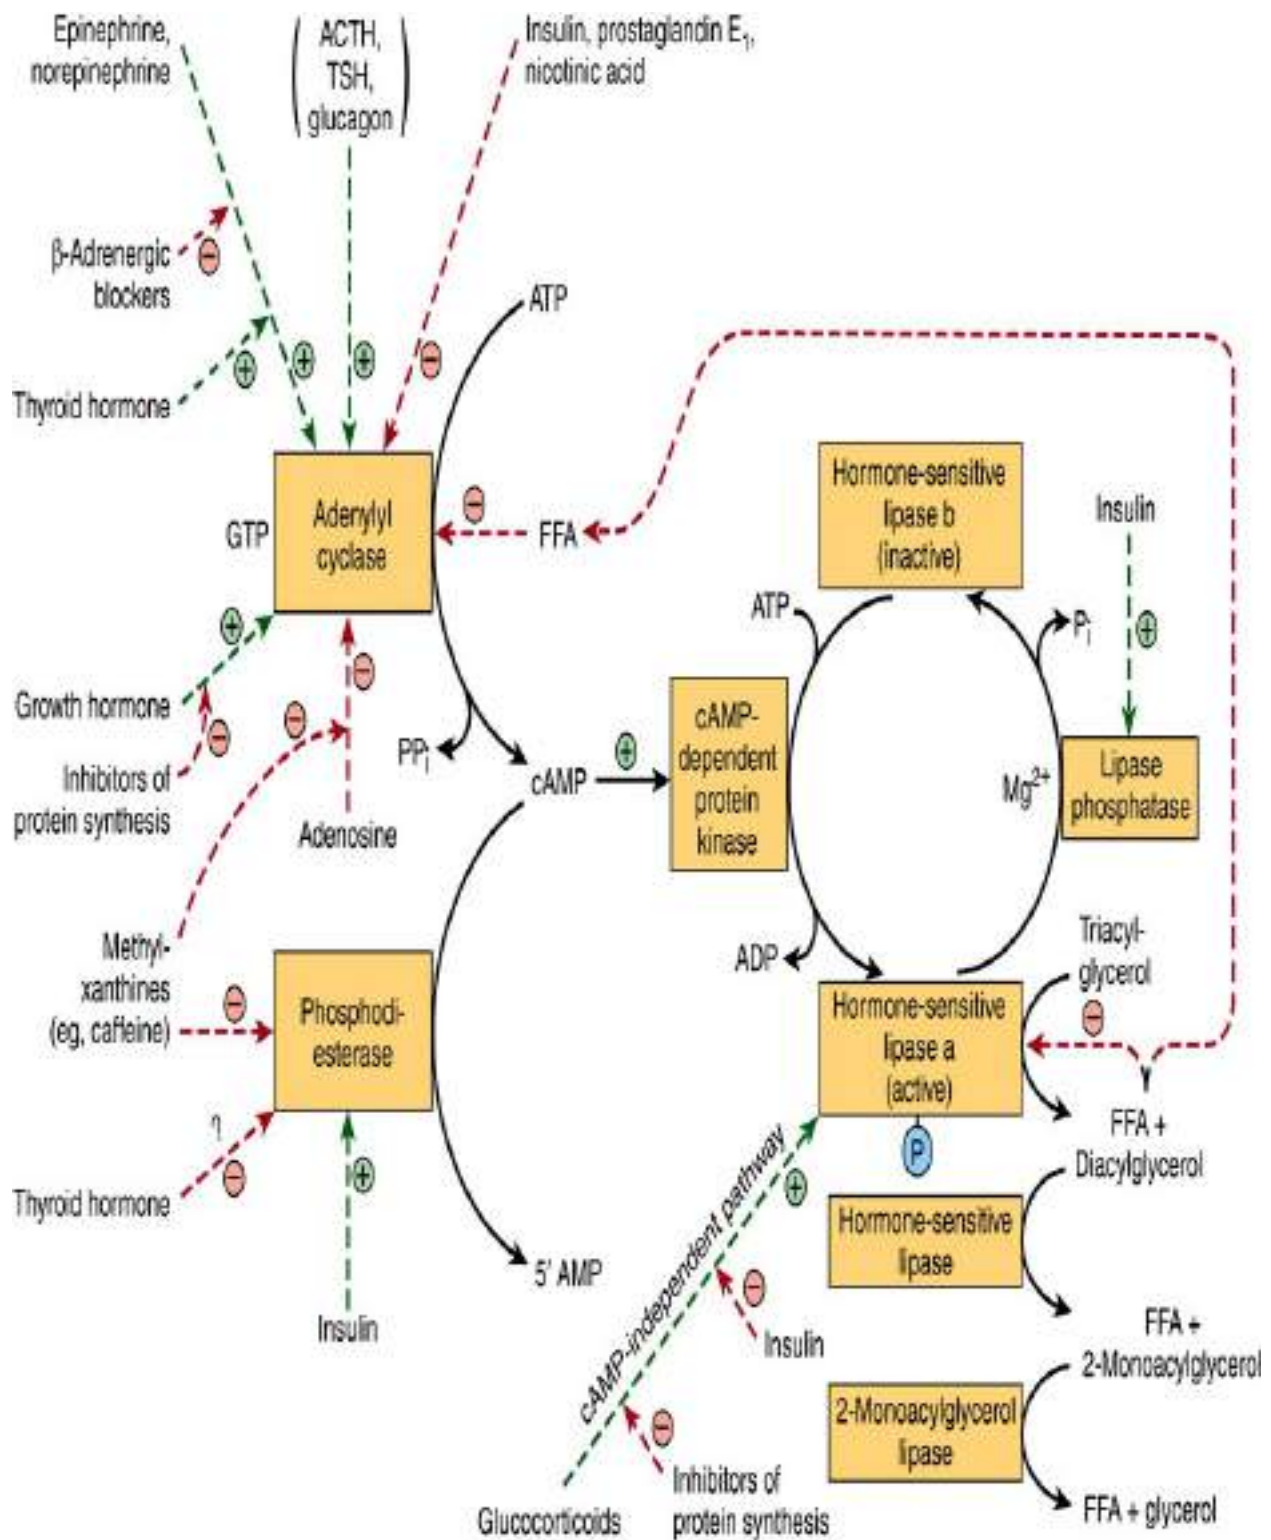 Epinephrine,
norepinephrine
ACTH,
TSH,
glucagon
Insulin, prostaglandin E₁,
nicotinic acid
β-Adrenergic
blockers
−
ATP
Thyroid hormone
+
+
+
−
Adenylyl
cyclase
GTP
−
FFA
Hormone-sensitive
lipase b
(inactive)
Insulin
+
ATP
Pᵢ
+
Growth hormone
−
−
−
Inhibitors of
protein synthesis
Adenosine
PPᵢ
cAMP
+
cAMP-
dependent
protein
kinase
Mg²⁺
Lipase
phosphatase
ADP
Triacyl-
glycerol
Methyl-
xanthines
(eg, caffeine)
−
Phosphodi-
esterase
Hormone-sensitive
lipase a
(active)
−
P
FFA +
Diacylglycerol
Thyroid hormone
−
+
Insulin
5′ AMP
cAMP-independent pathway
+
Hormone-sensitive
lipase
−
Insulin
FFA +
2-Monoacylglycerol
2-Monoacylglycerol
lipase
−
Inhibitors of
protein synthesis
Glucocorticoids
FFA + glycerol